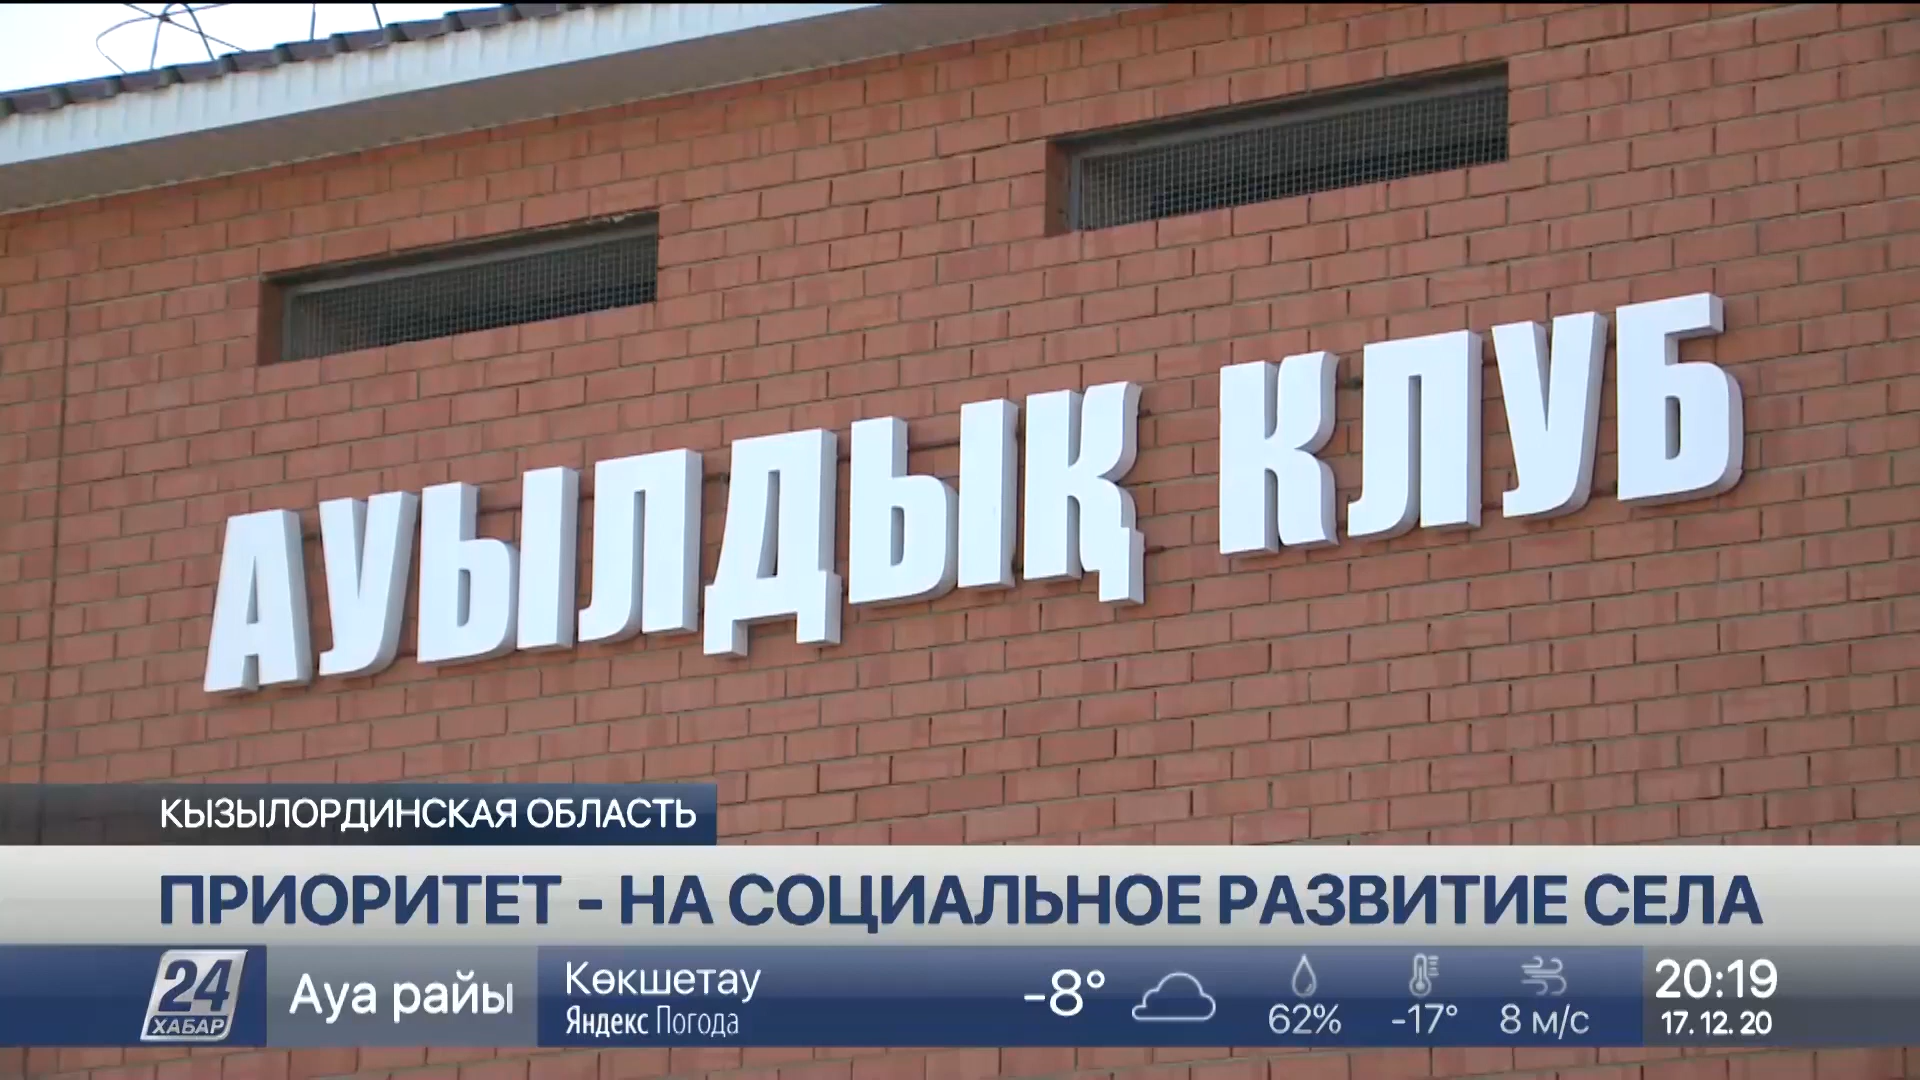 АУЫЛДЫҚ КЛУБ
КЫЗЫЛОРДИНСКАЯ ОБЛАСТЬ
ПРИОРИТЕТ - НА СОЦИАЛЬНОЕ РАЗВИТИЕ СЕЛА
24
ХАБАР
Ауа райы
Көкшетау
Яндекс Погода
-8°
62%
-17°
8 м/с
20:19
17. 12. 20